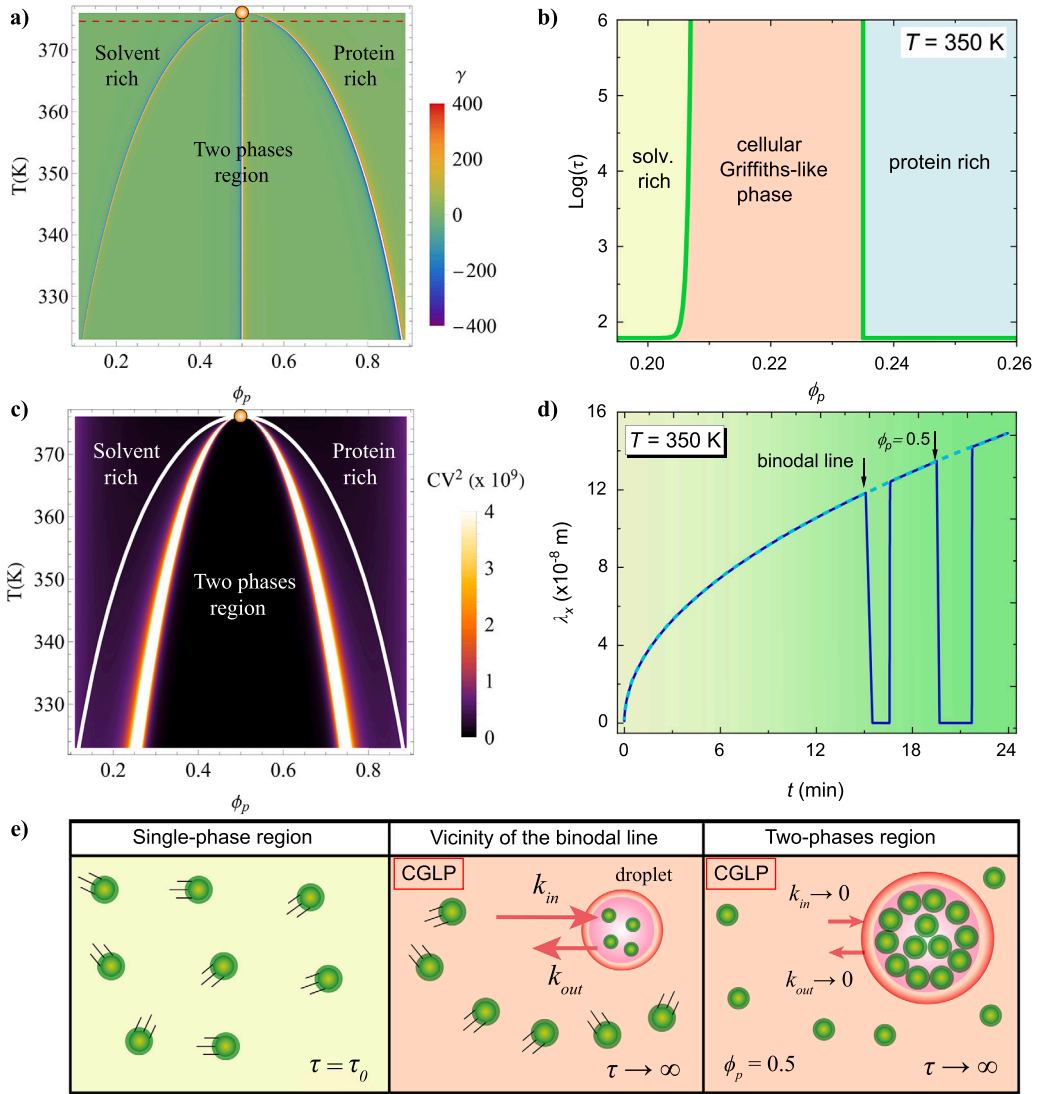 a)
Solvent
rich
Protein
rich
Two phases
region
T(K)
370
360
350
340
330
0.2
0.4
0.6
0.8
ϕp
γ
400
200
0
−200
−400
b)
T = 350 K
solv.
rich
cellular
Griffiths-like
phase
protein rich
Log(τ)
6
5
4
3
2
0.20
0.22
0.24
0.26
ϕp
c)
Solvent
rich
Protein
rich
Two phases
region
T(K)
370
360
350
340
330
0.2
0.4
0.6
0.8
ϕp
CV² (x 10⁹)
4
3
2
1
0
d)
T = 350 K
binodal line
ϕp = 0.5
λx (x10⁻⁸ m)
16
12
8
4
0
0
6
12
18
24
t (min)
e)
Single-phase region
Vicinity of the binodal line
Two-phases region
τ = τ0
CGLP
droplet
kin
kout
τ → ∞
CGLP
kin → 0
kout → 0
ϕp = 0.5
τ → ∞